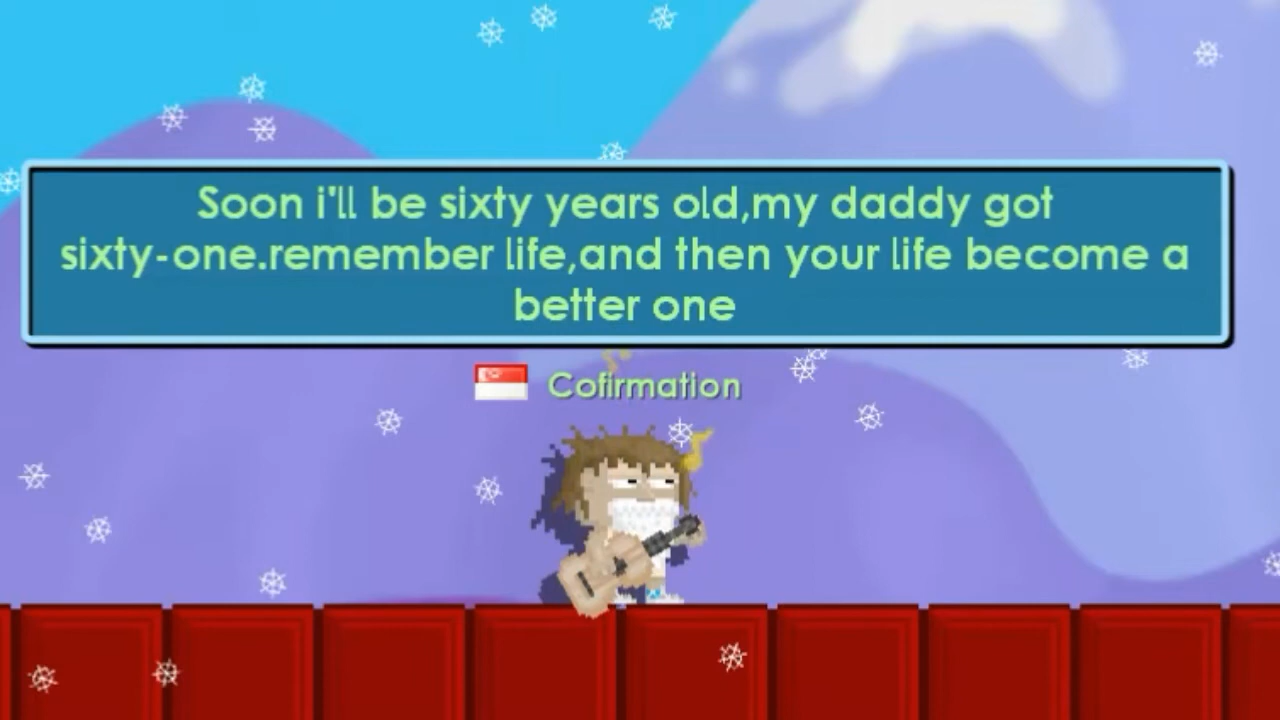 Soon i'll be sixty years old,my daddy got
sixty-one.remember life,and then your life become a
better one
Cofirmation